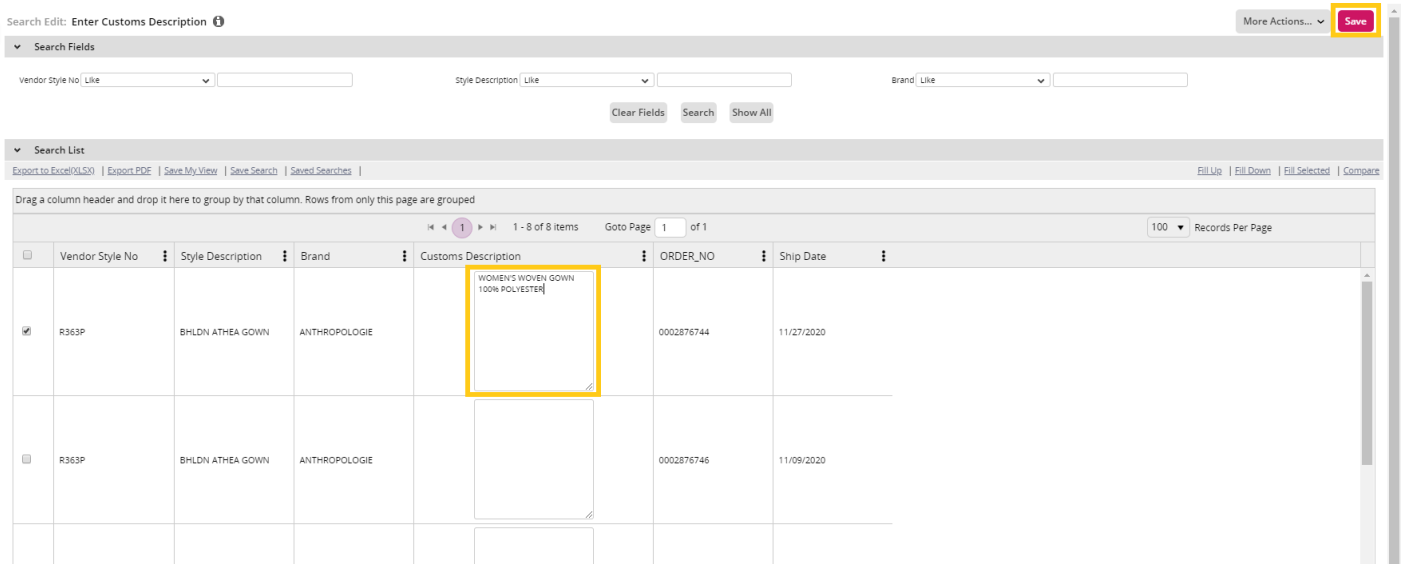 Search Edit: Enter Customs Description
More Actions... Save
Search Fields
Vendor Style No Like Style Description Like Brand Like
Clear Fields Search Show All
Search List
Export to Excel(XLSX) | Export PDF | Save My View | Save Search | Saved Searches | Fill Up | Fill Down | Fill Selected | Compare
Drag a column header and drop it here to group by that column. Rows from only this page are grouped
1 1 - 8 of 8 items Goto Page 1 of 1 100 Records Per Page
Vendor Style No Style Description Brand Customs Description ORDER_NO Ship Date
WOMEN'S WOVEN GOWN
100% POLYESTER
R363P BHLDN ATHEA GOWN ANTHROPOLOGIE 0002876744 11/27/2020
R363P BHLDN ATHEA GOWN ANTHROPOLOGIE 0002876746 11/09/2020